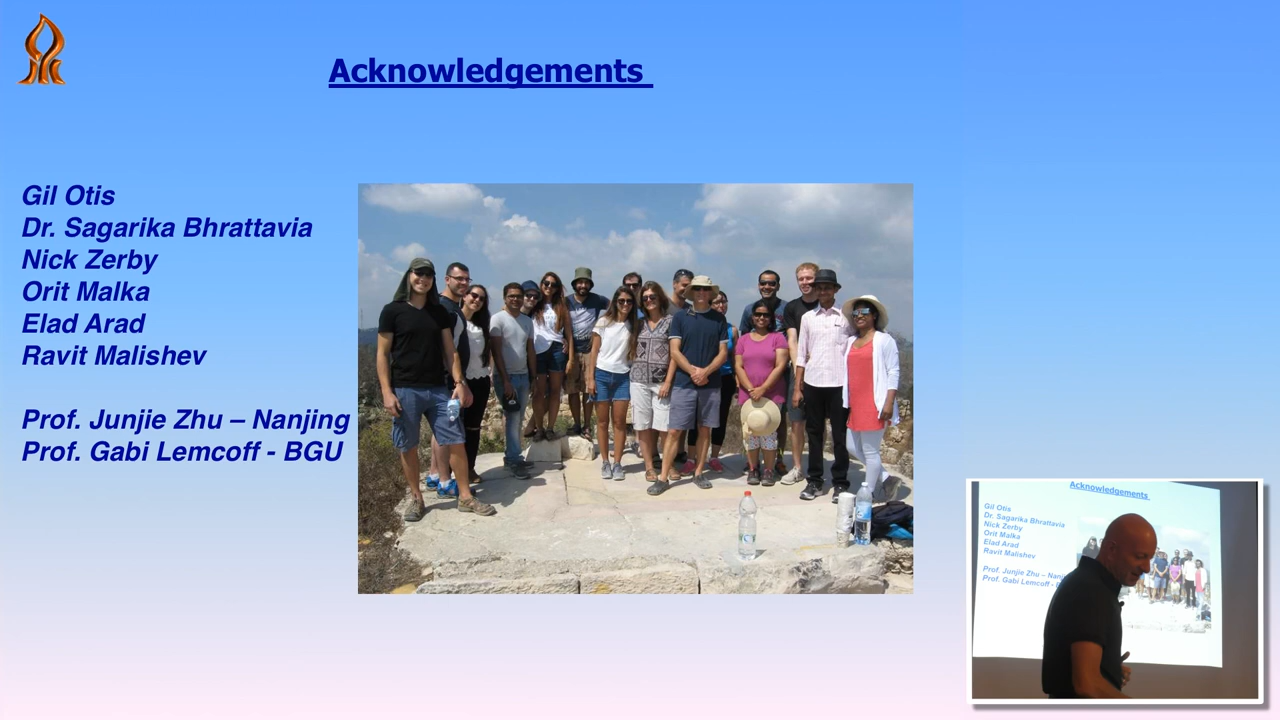 Acknowledgements
Gil Otis
Dr. Sagarika Bhrattavia
Nick Zerby
Orit Malka
Elad Arad
Ravit Malishev
Prof. Junjie Zhu – Nanjing
Prof. Gabi Lemcoff - BGU
Acknowledgements
Gil Otis
Dr. Sagarika Bhrattavia
Nick Zerby
Orit Malka
Elad Arad
Ravit Malishev
Prof. Junjie Zhu – Nanj
Prof. Gabi Lemcoff -